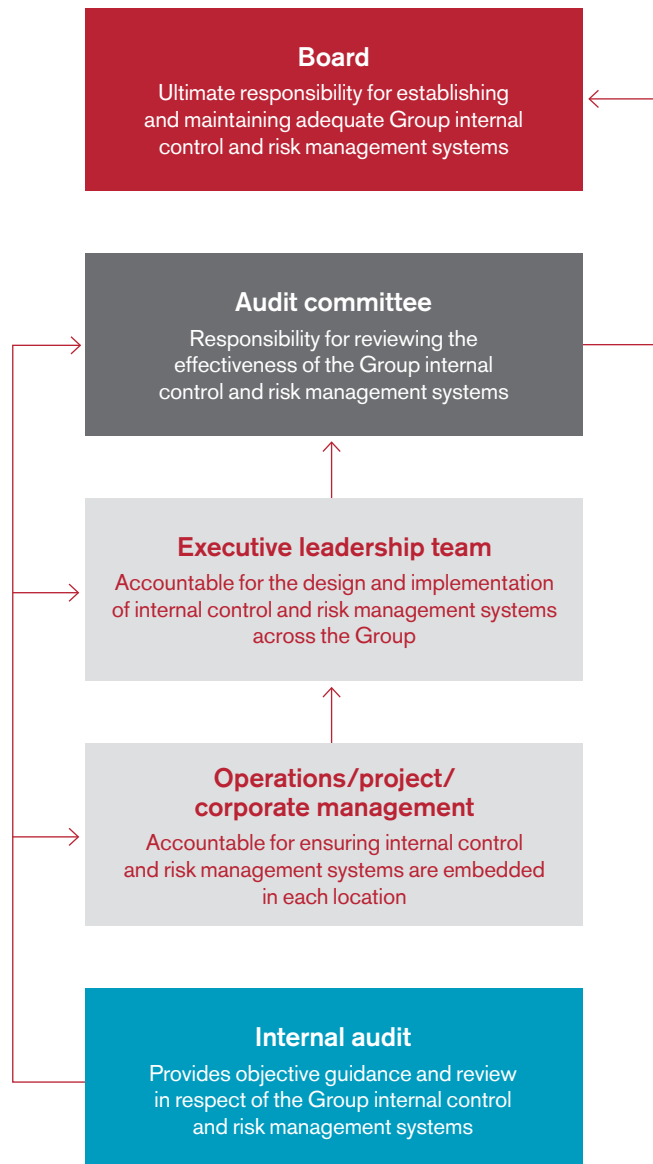 Board
Ultimate responsibility for establishing
and maintaining adequate Group internal
control and risk management systems
Audit committee
Responsibility for reviewing the
effectiveness of the Group internal
control and risk management systems
Executive leadership team
Accountable for the design and implementation
of internal control and risk management systems
across the Group
Operations/project/
corporate management
Accountable for ensuring internal control
and risk management systems are embedded
in each location
Internal audit
Provides objective guidance and review
in respect of the Group internal control
and risk management systems